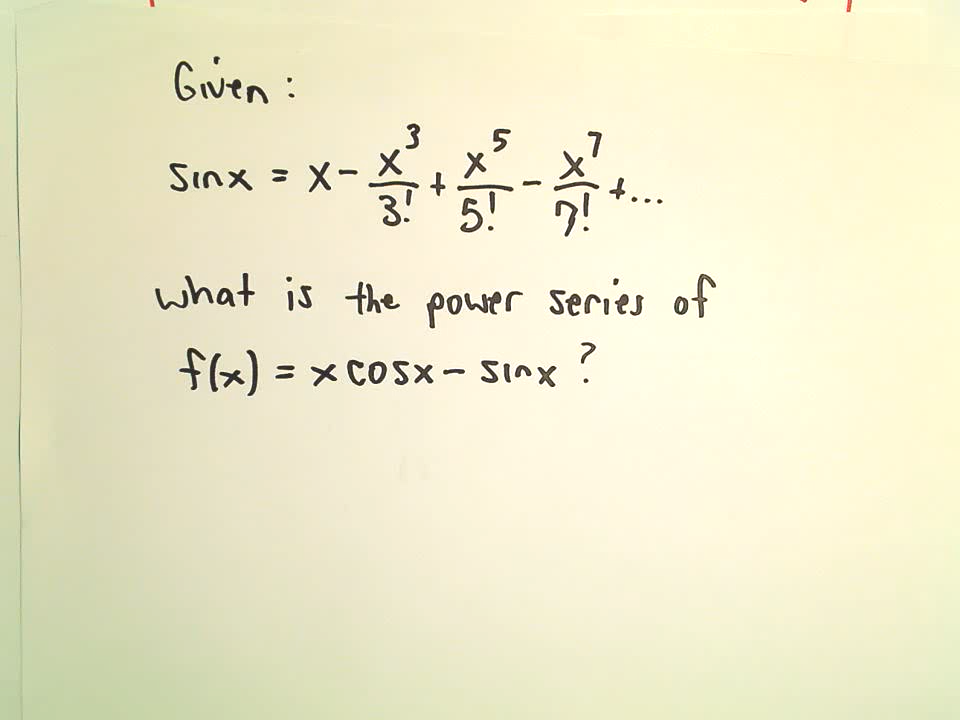 Given:
sinx = x - x^3/3! + x^5/5! - x^7/7! + ...
what is the power series of
f(x) = x cosx - sinx ?